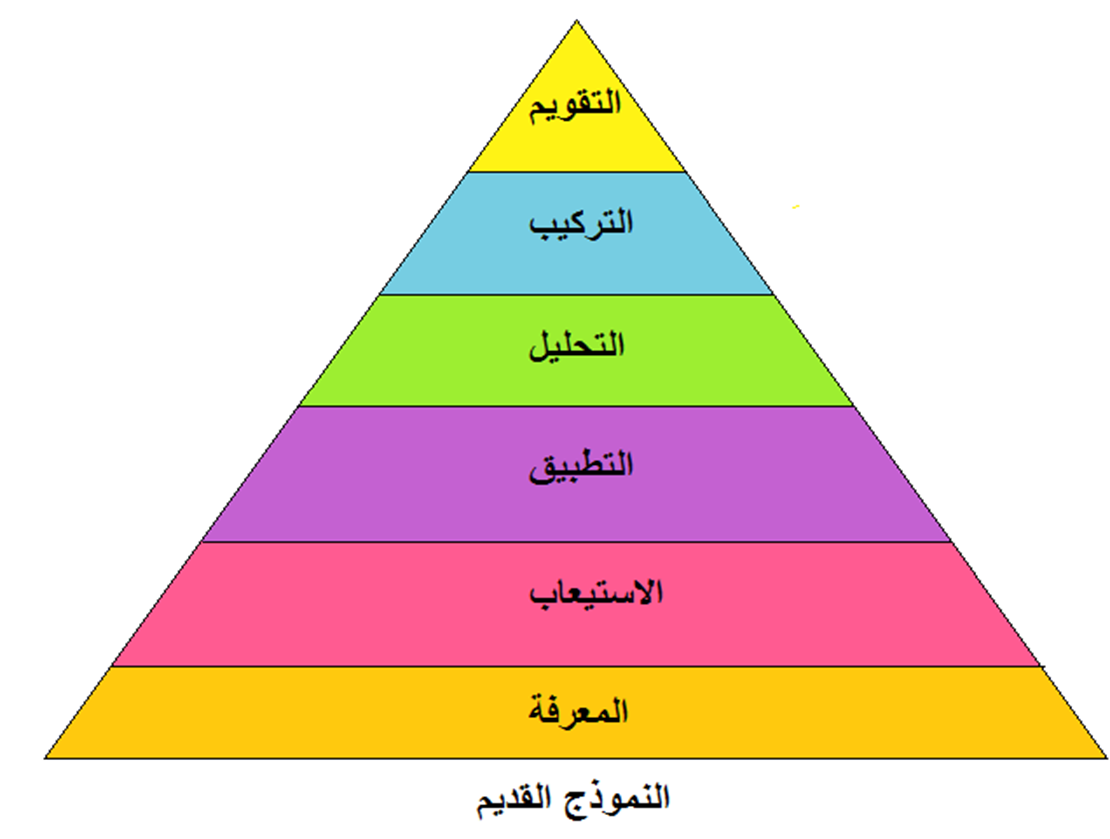 التقويم
التركيب
التحليل
التطبيق
الاستيعاب
المعرفة
النموذج القديم